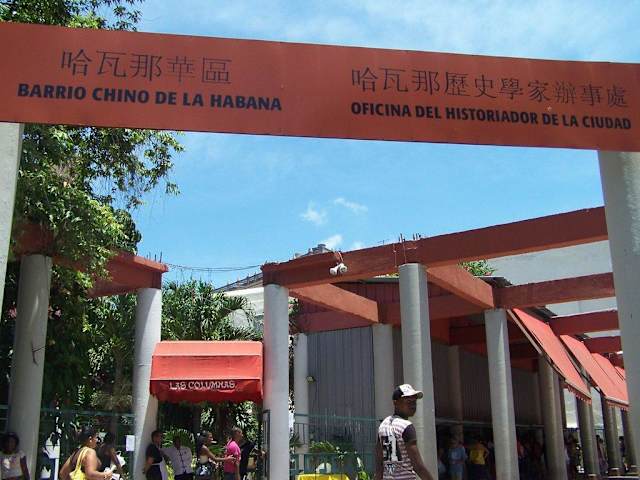 哈瓦那華區
BARRIO CHINO DE LA HABANA
哈瓦那歷史學家辦事處
OFICINA DEL HISTORIADOR DE LA CIUDAD
LAS COLUMNAS